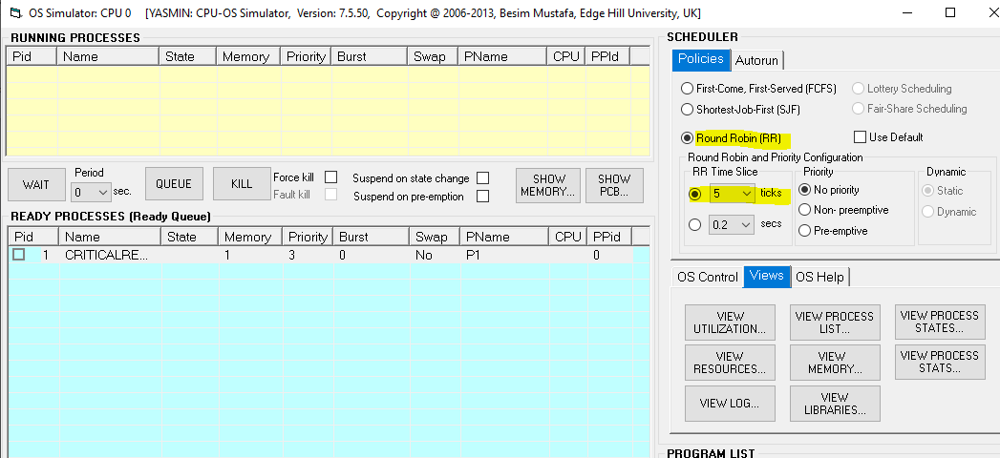 OS Simulator: CPU 0 [YASMIN: CPU-OS Simulator, Version: 7.5.50, Copyright @ 2006-2013, Besim Mustafa, Edge Hill University, UK]
RUNNING PROCESSES
Pid Name State Memory Priority Burst Swap PName CPU PPId
WAIT
Period
0 sec.
QUEUE
KILL
Force kill
Fault kill
Suspend on state change
Suspend on pre-emption
SHOW
MEMORY...
SHOW
PCB...
READY PROCESSES (Ready Queue)
Pid Name State Memory Priority Burst Swap PName CPU PPid
1 CRITICALRE... 1 3 0 No P1 0
SCHEDULER
Policies Autorun
First-Come, First-Served (FCFS) Lottery Scheduling
Shortest-Job-First (SJF) Fair-Share Scheduling
Round Robin (RR) Use Default
Round Robin and Priority Configuration
RR Time Slice
5 ticks
0.2 secs
Priority
No priority
Non- preemptive
Pre-emptive
Dynamic
Static
Dynamic
OS Control Views OS Help
VIEW
UTILIZATION...
VIEW PROCESS
LIST...
VIEW PROCESS
STATES...
VIEW
RESOURCES...
VIEW
MEMORY...
VIEW PROCESS
STATS...
VIEW LOG...
VIEW
LIBRARIES...
PROGRAM LIST